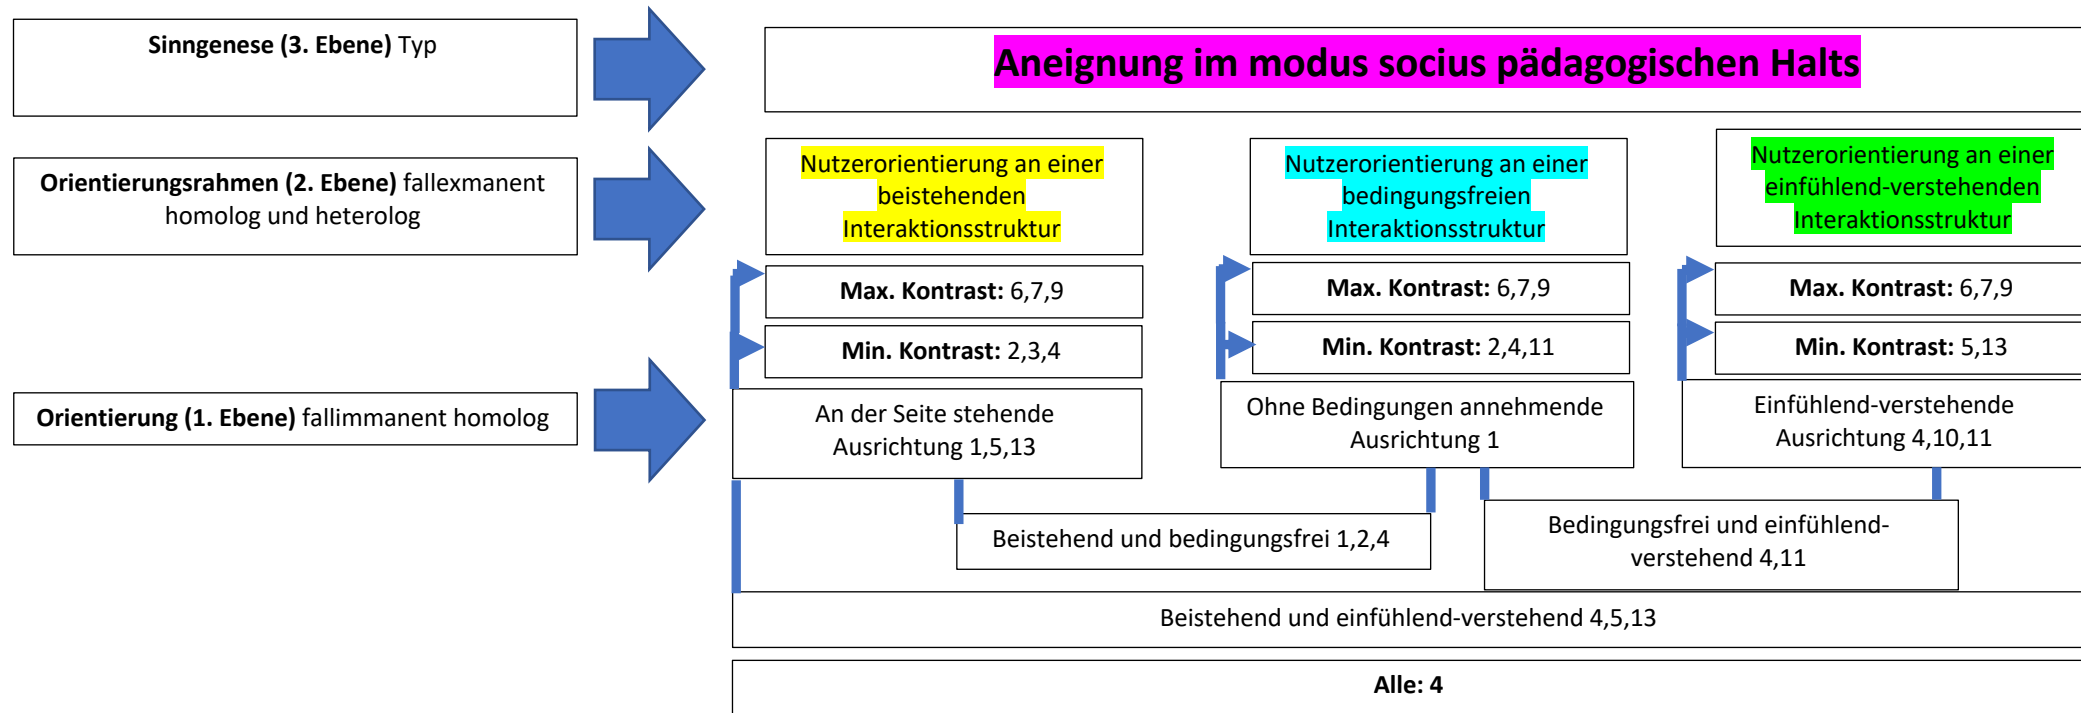 Sinngenese (3. Ebene) Typ
Aneignung im modus socius pädagogischen Halts
Orientierungsrahmen (2. Ebene) fallexmanent
homolog und heterolog
Nutzerorientierung an einer
beistehenden
Interaktionsstruktur
Nutzerorientierung an einer
bedingungsfreien
Interaktionsstruktur
Nutzerorientierung an einer
einfühlend-verstehenden
Interaktionsstruktur
Max. Kontrast: 6,7,9
Max. Kontrast: 6,7,9
Max. Kontrast: 6,7,9
Min. Kontrast: 2,3,4
Min. Kontrast: 2,4,11
Min. Kontrast: 5,13
Orientierung (1. Ebene) fallimmanent homolog
An der Seite stehende
Ausrichtung 1,5,13
Ohne Bedingungen annehmende
Ausrichtung 1
Einfühlend-verstehende
Ausrichtung 4,10,11
Beistehend und bedingungsfrei 1,2,4
Bedingungsfrei und einfühlend-
verstehend 4,11
Beistehend und einfühlend-verstehend 4,5,13
Alle: 4